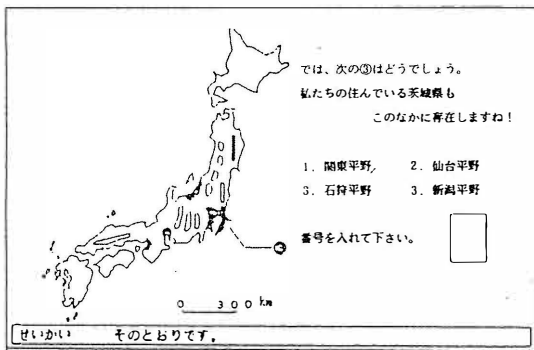 では、次の③はどうでしょう。
私たちの住んでいる茨城県も
このなかに存在しますね!
1. 関東平野 2. 仙台平野
3. 石狩平野 3. 新潟平野
番号を入れて下さい。
③
0 300 km
せいかい そのとおりです。